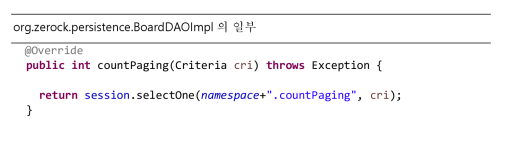 org.zerock.persistence.BoardDAOImpl 의 일부
@Override
public int countPaging(Criteria cri) throws Exception {
return session.selectOne(namespace+".countPaging", cri);
}